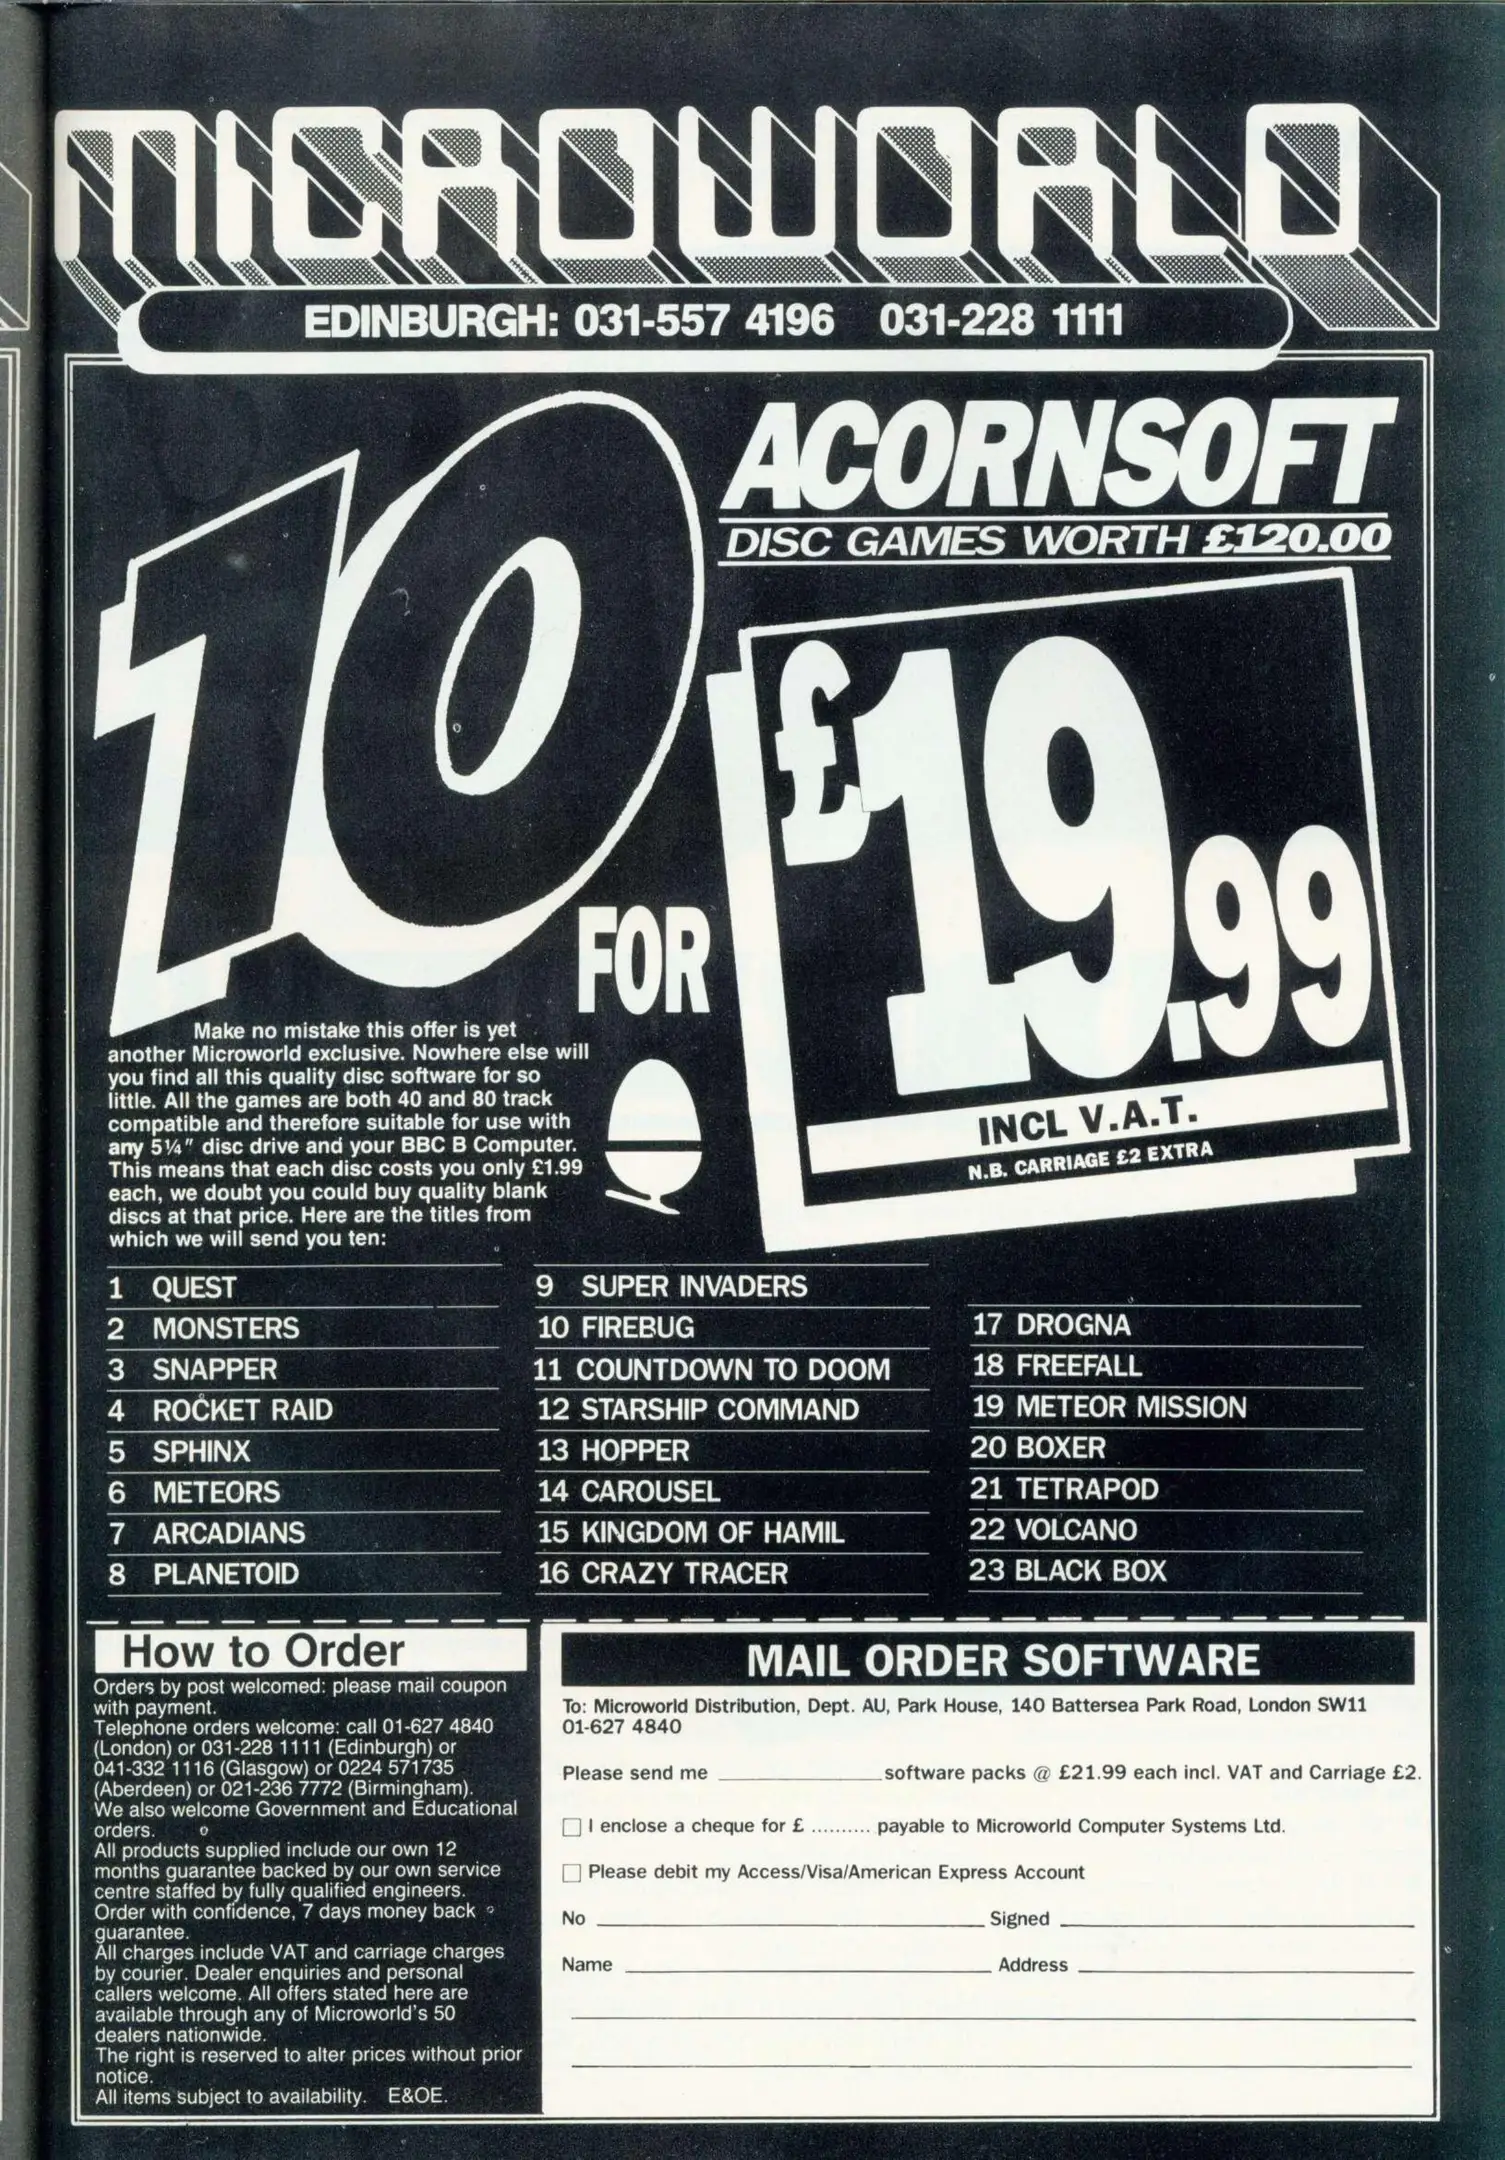 MICROWORLD
EDINBURGH: 031-557 4196 031-228 1111
10
ACORNSOFT
DISC GAMES WORTH £120.00
FOR
£19.99
INCL V.A.T.
N.B. CARRIAGE £2 EXTRA
Make no mistake this offer is yet
another Microworld exclusive. Nowhere else will
you find all this quality disc software for so
little. All the games are both 40 and 80 track
compatible and therefore suitable for use with
any 5¼" disc drive and your BBC B Computer.
This means that each disc costs you only £1.99
each, we doubt you could buy quality blank
discs at that price. Here are the titles from
which we will send you ten:
1 QUEST
2 MONSTERS
3 SNAPPER
4 ROCKET RAID
5 SPHINX
6 METEORS
7 ARCADIANS
8 PLANETOID
9 SUPER INVADERS
10 FIREBUG
11 COUNTDOWN TO DOOM
12 STARSHIP COMMAND
13 HOPPER
14 CAROUSEL
15 KINGDOM OF HAMIL
16 CRAZY TRACER
17 DROGNA
18 FREEFALL
19 METEOR MISSION
20 BOXER
21 TETRAPOD
22 VOLCANO
23 BLACK BOX
How to Order
Orders by post welcomed: please mail coupon
with payment.
Telephone orders welcome: call 01-627 4840
(London) or 031-228 1111 (Edinburgh) or
041-332 1116 (Glasgow) or 0224 571735
(Aberdeen) or 021-236 7772 (Birmingham).
We also welcome Government and Educational
orders.
All products supplied include our own 12
months guarantee backed by our own service
centre staffed by fully qualified engineers.
Order with confidence, 7 days money back
guarantee.
All charges include VAT and carriage charges
by courier. Dealer enquiries and personal
callers welcome. All offers stated here are
available through any of Microworld's 50
dealers nationwide.
The right is reserved to alter prices without prior
notice.
All items subject to availability. E&OE.
MAIL ORDER SOFTWARE
To: Microworld Distribution, Dept. AU, Park House, 140 Battersea Park Road, London SW11
01-627 4840
Please send me ____________ software packs @ £21.99 each incl. VAT and Carriage £2.
☐ I enclose a cheque for £ .......... payable to Microworld Computer Systems Ltd.
☐ Please debit my Access/Visa/American Express Account
No ____________ Signed ____________
Name ____________ Address ____________